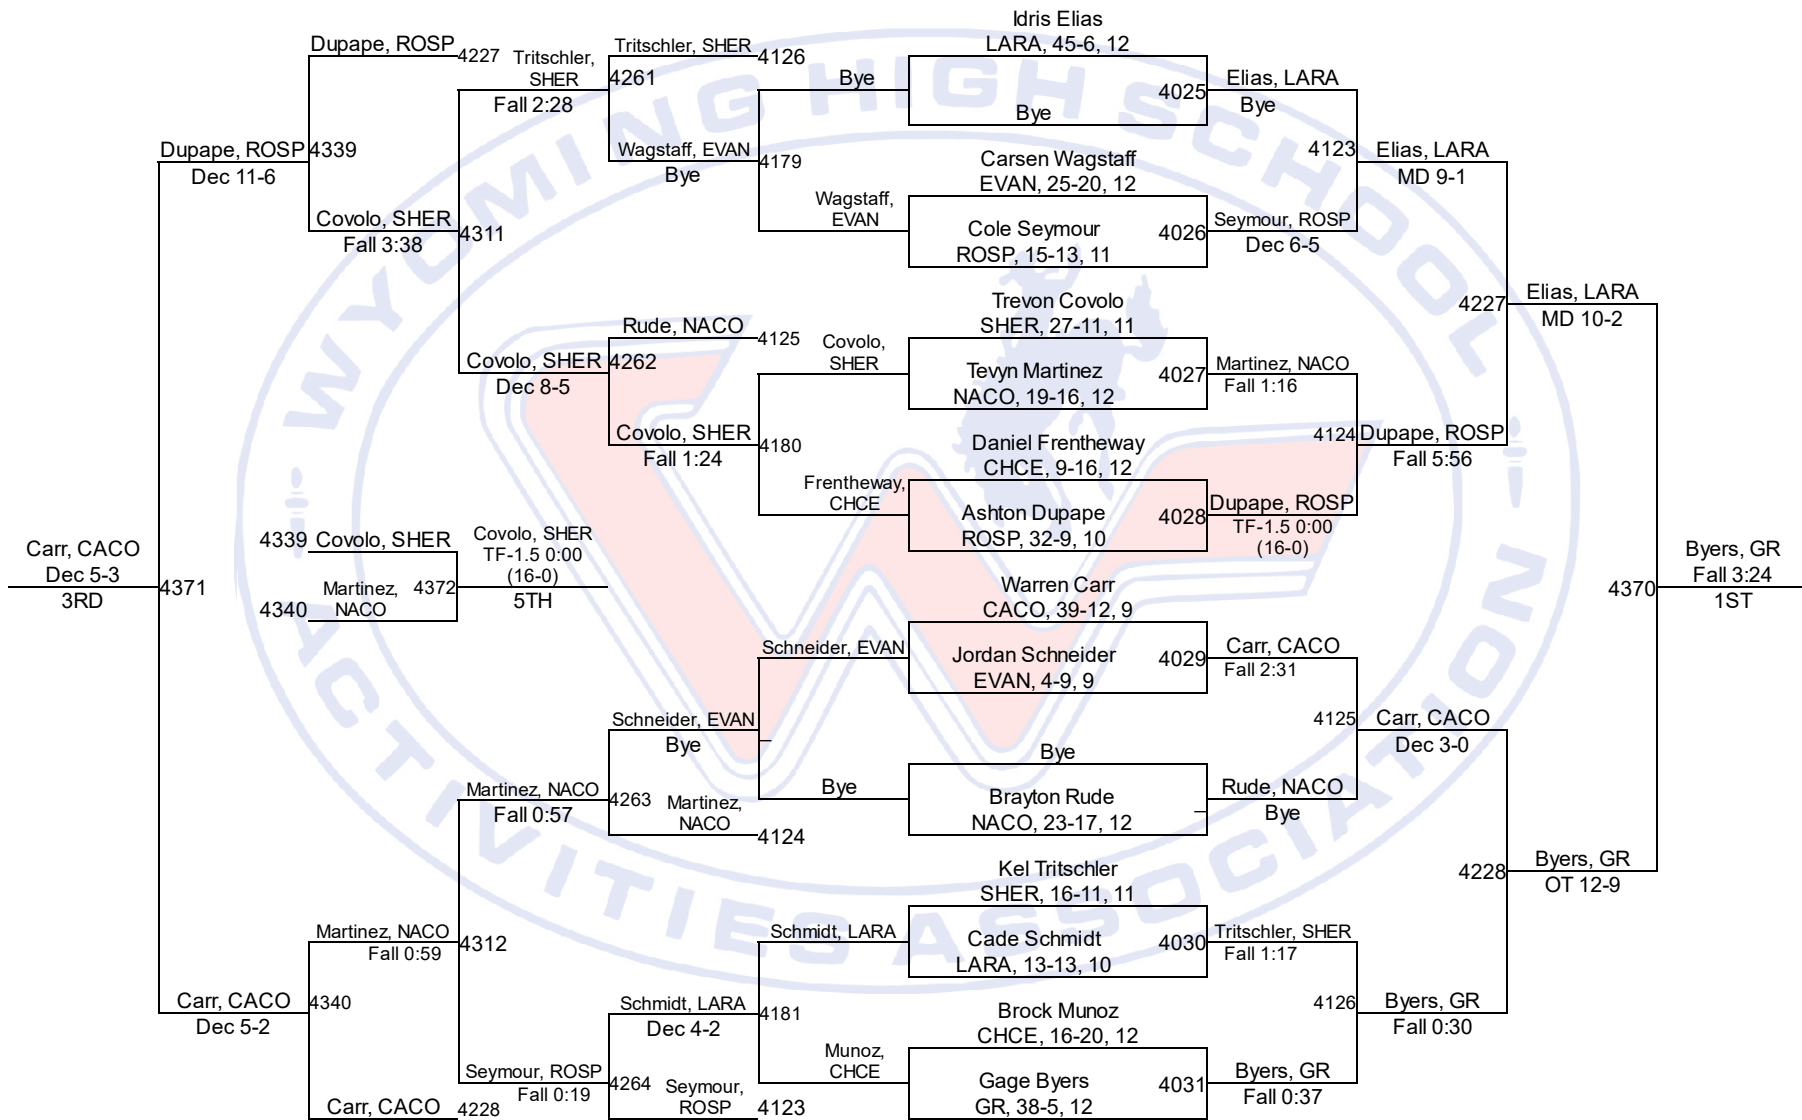 Idris Elias
LARA, 45-6, 12
Bye
4025
Carsen Wagstaff
EVAN, 25-20, 12
Cole Seymour
ROSP, 15-13, 11
4026
Trevon Covolo
SHER, 27-11, 11
Tevyn Martinez
NACO, 19-16, 12
4027
Daniel Frentheway
CHCE, 9-16, 12
Ashton Dupape
ROSP, 32-9, 10
4028
Warren Carr
CACO, 39-12, 9
Jordan Schneider
EVAN, 4-9, 9
4029
Bye
Brayton Rude
NACO, 23-17, 12
_
Kel Tritschler
SHER, 16-11, 11
Cade Schmidt
LARA, 13-13, 10
4030
Brock Munoz
CHCE, 16-20, 12
Gage Byers
GR, 38-5, 12
4031
Elias, LARA
Bye
4123
Seymour, ROSP
Dec 6-5
Martinez, NACO
Fall 1:16
4124
Dupape, ROSP
TF-1.5 0:00
(16-0)
Carr, CACO
Fall 2:31
4125
Rude, NACO
Bye
Tritschler, SHER
Fall 1:17
4126
Byers, GR
Fall 0:37
Elias, LARA
MD 9-1
4227
Dupape, ROSP
Fall 5:56
Carr, CACO
Dec 3-0
4228
Byers, GR
Fall 0:30
Elias, LARA
MD 10-2
4370
Byers, GR
OT 12-9
Byers, GR
Fall 3:24
1ST
Bye
4179
Wagstaff,
EVAN
Covolo,
SHER
4180
Frentheway,
CHCE
Schneider, EVAN
_
Bye
Schmidt, LARA
4181
Munoz,
CHCE
Tritschler, SHER
4126
4261
Wagstaff, EVAN
Bye
Rude, NACO
4125
4262
Covolo, SHER
Fall 1:24
Schneider, EVAN
Bye
4263
Martinez,
NACO
4124
Schmidt, LARA
Dec 4-2
4264
Seymour,
ROSP
4123
Tritschler,
SHER
Fall 2:28
4311
Covolo, SHER
Dec 8-5
Martinez, NACO
Fall 0:57
4312
Seymour, ROSP
Fall 0:19
Dupape, ROSP
4227
4339
Covolo, SHER
Fall 3:38
Martinez, NACO
Fall 0:59
4340
Carr, CACO
4228
Dupape, ROSP
Dec 11-6
4371
Carr, CACO
Dec 5-2
Carr, CACO
Dec 5-3
3RD
4339
Covolo, SHER
4340
Martinez,
NACO
4372
Covolo, SHER
TF-1.5 0:00
(16-0)
5TH
WYOMING HIGH SCHOOL
ACTIVITIES ASSOCIATION